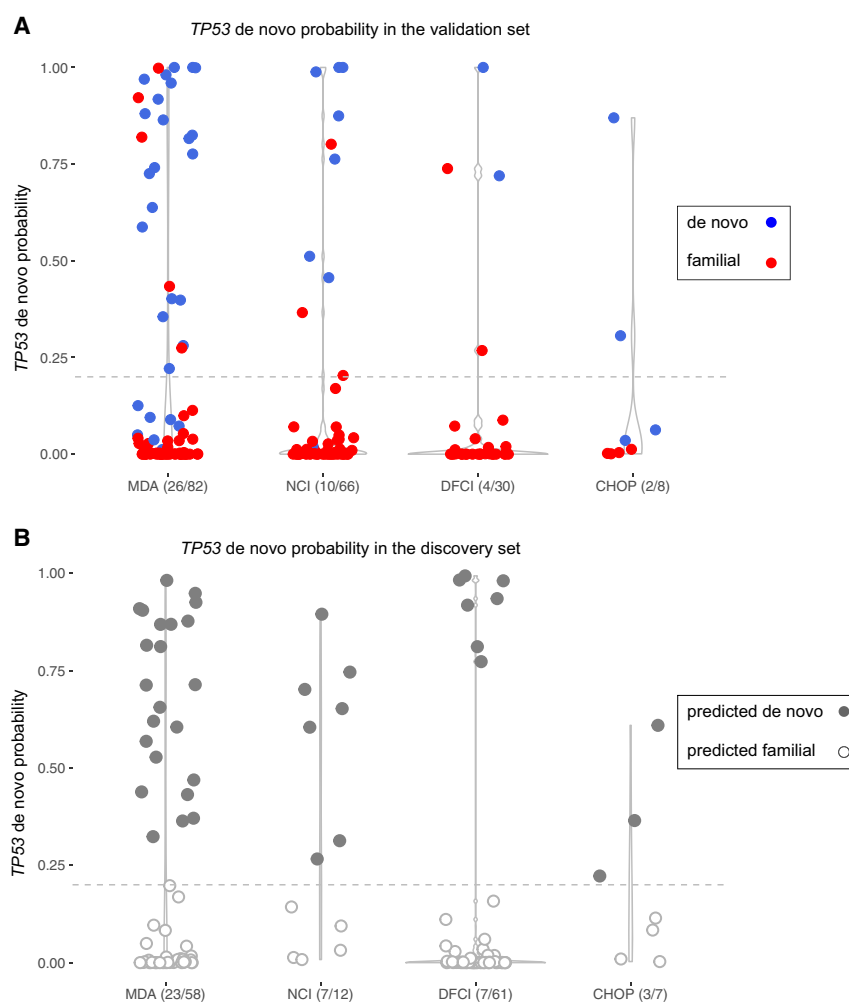 A
TP53 de novo probability in the validation set
TP53 de novo probability
1.00
0.75
0.50
0.25
0.00
MDA (26/82)
NCI (10/66)
DFCI (4/30)
CHOP (2/8)
de novo
familial
B
TP53 de novo probability in the discovery set
TP53 de novo probability
1.00
0.75
0.50
0.25
0.00
MDA (23/58)
NCI (7/12)
DFCI (7/61)
CHOP (3/7)
predicted de novo
predicted familial